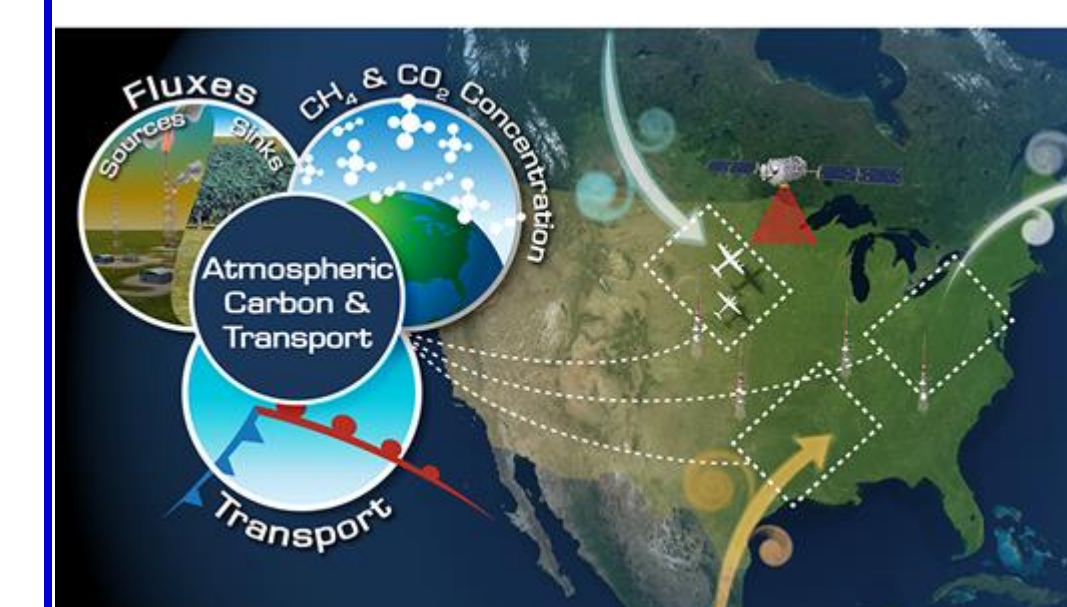 Fluxes
Sources
Sinks
CH₄ & CO₂ Concentration
Atmospheric
Carbon &
Transport
Transport